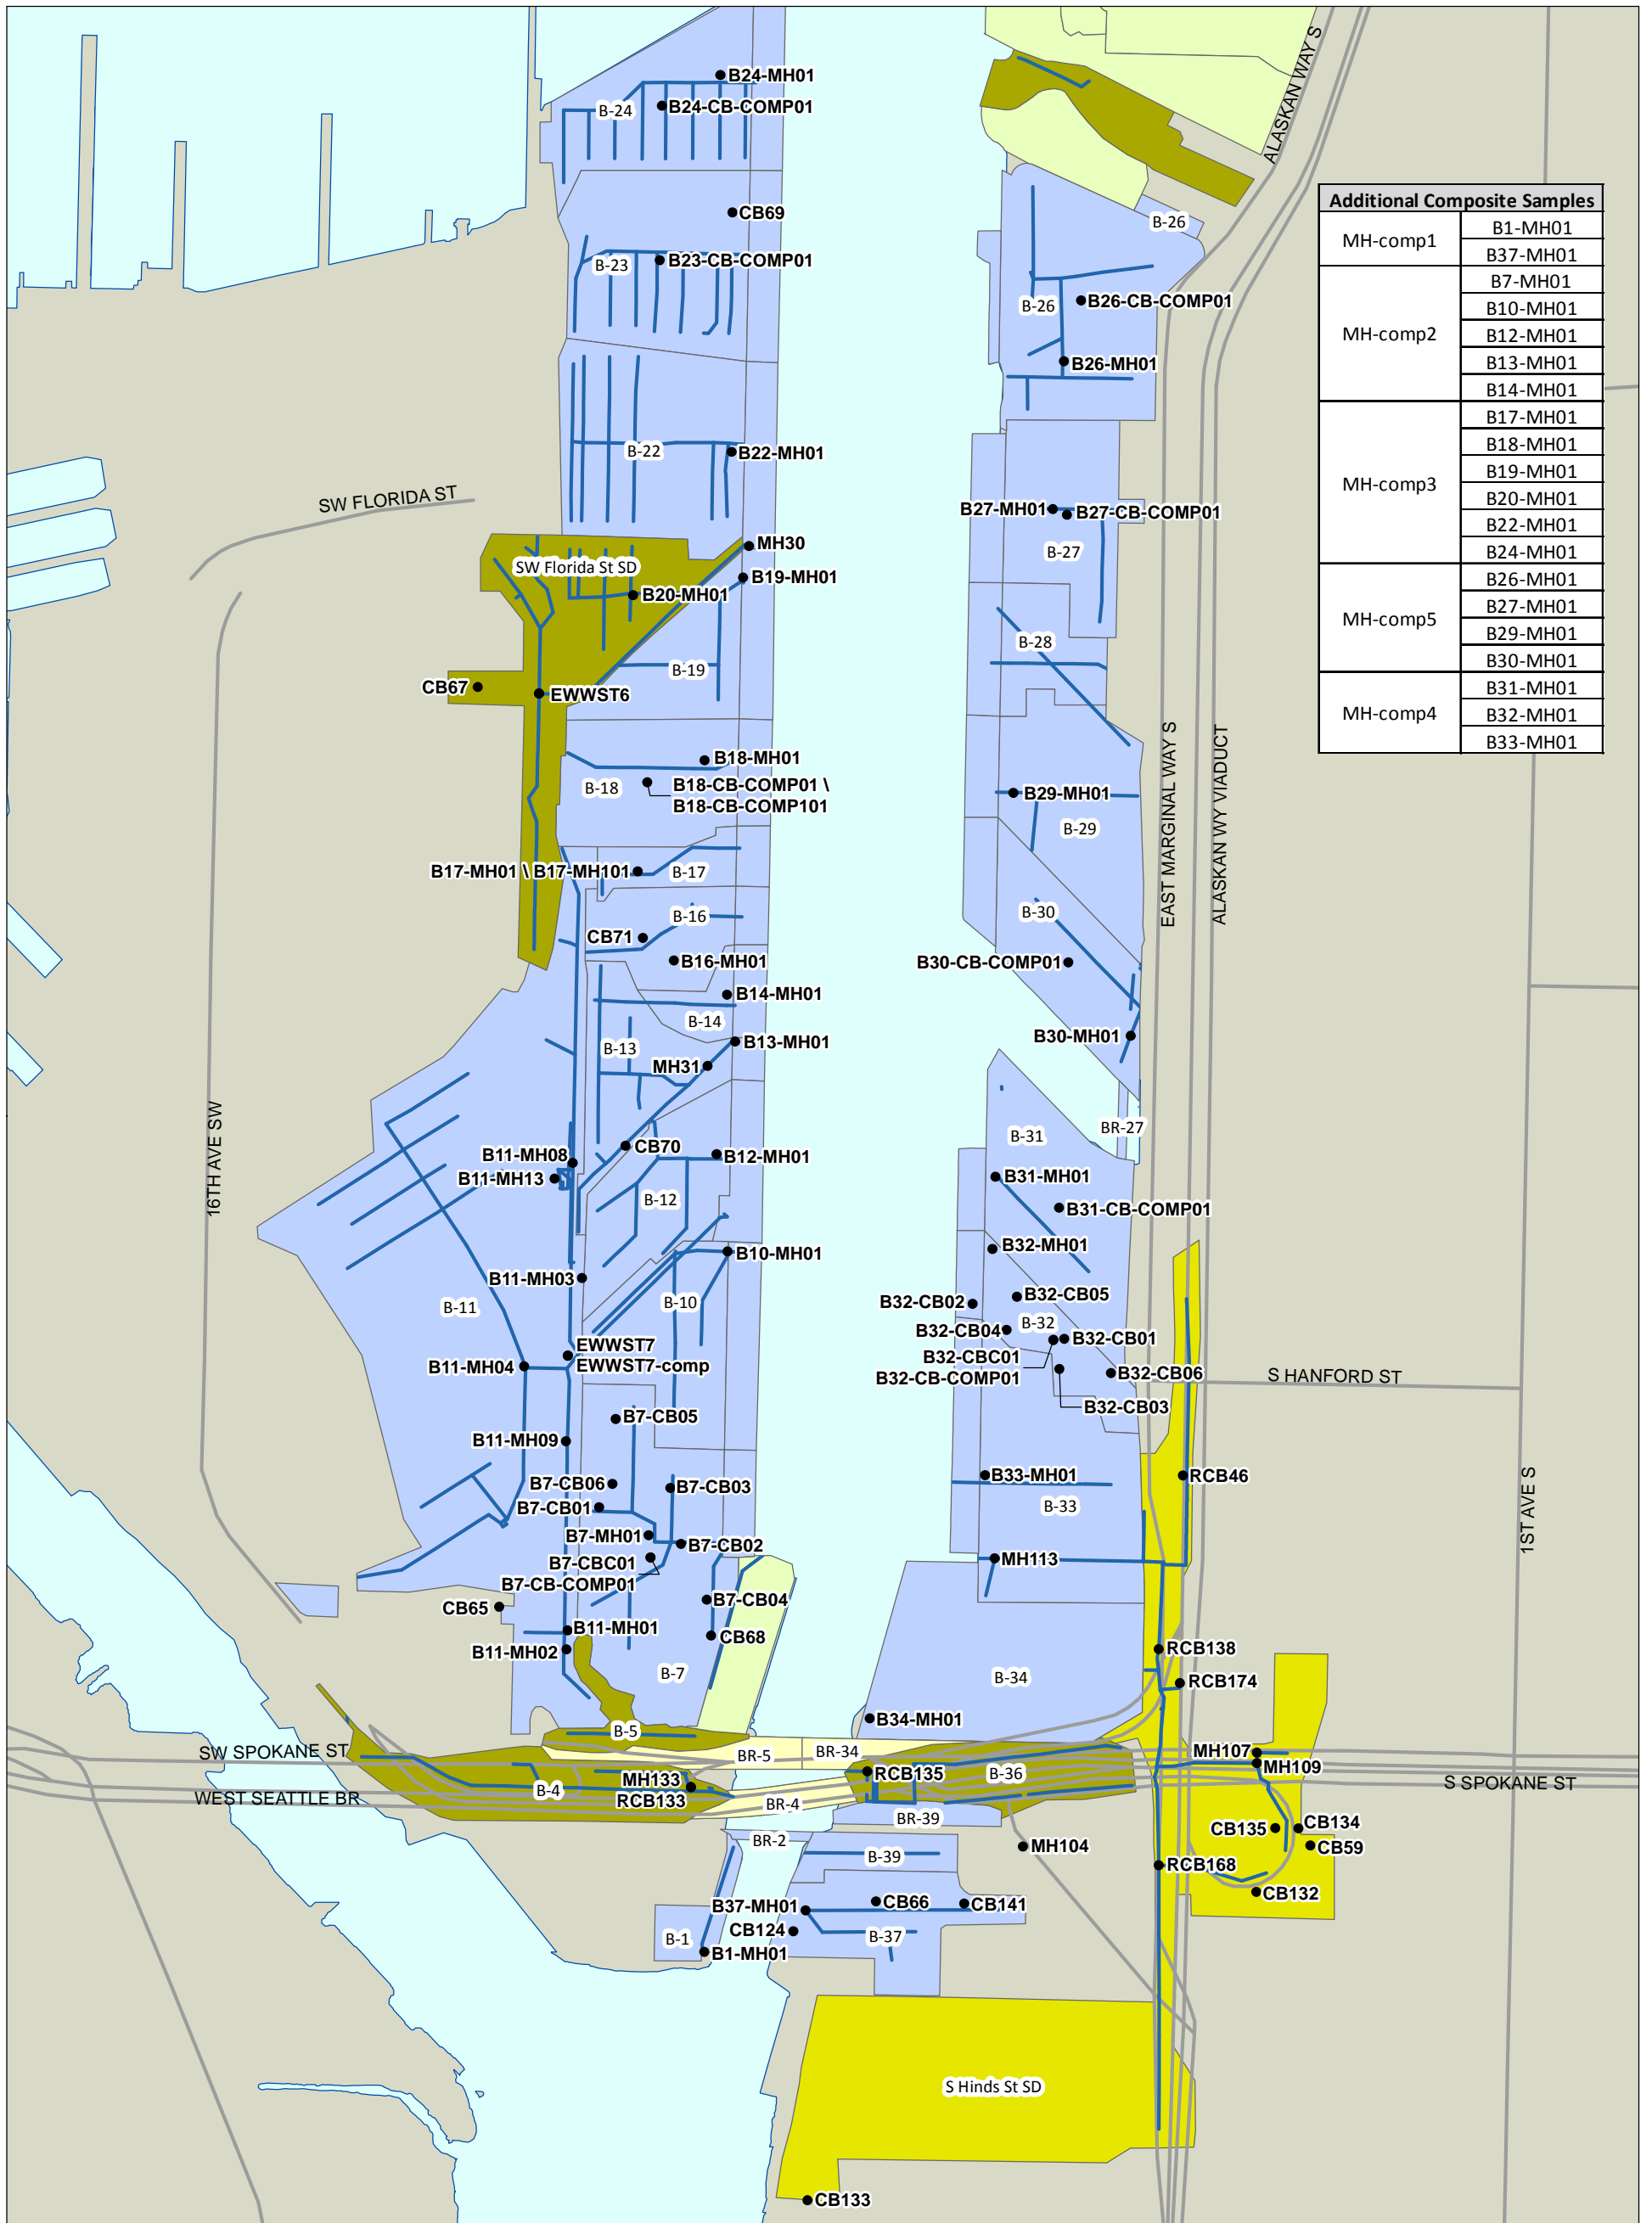 B24-MH01
B24-CB-COMP01
B-24
ALASKAN WAY S
CB69
B-26
B-23
B23-CB-COMP01
B-26
B26-CB-COMP01
B26-MH01
Additional Composite Samples
MH-comp1
B1-MH01
B37-MH01
MH-comp2
B7-MH01
B10-MH01
B12-MH01
B13-MH01
B14-MH01
MH-comp3
B17-MH01
B18-MH01
B19-MH01
B20-MH01
B22-MH01
B24-MH01
MH-comp5
B26-MH01
B27-MH01
B29-MH01
B30-MH01
MH-comp4
B31-MH01
B32-MH01
B33-MH01
B-22
B22-MH01
SW FLORIDA ST
B27-MH01
B27-CB-COMP01
B-27
MH30
SW Florida St SD
B19-MH01
B20-MH01
B-28
B-19
CB67
EWWST6
EAST MARGINAL WAY S
ALASKAN WY VIADUCT
B18-MH01
B-18
B18-CB-COMP01 \
B18-CB-COMP101
B29-MH01
B-29
B17-MH01 \ B17-MH101
B-17
B-16
B-30
CB71
B16-MH01
B30-CB-COMP01
B14-MH01
B-14
B13-MH01
B-13
B30-MH01
MH31
16TH AVE SW
BR-27
B-31
CB70
B11-MH08
B12-MH01
B11-MH13
B31-MH01
B-12
B31-CB-COMP01
B10-MH01
B32-MH01
B11-MH03
B-11
B-10
B32-CB02
B32-CB05
B32-CB04
B-32
B32-CB01
EWWST7
EWWST7-comp
B11-MH04
B32-CBC01
B32-CB-COMP01
B32-CB06
S HANFORD ST
B32-CB03
B7-CB05
B11-MH09
B7-CB06
B7-CB03
B33-MH01
RCB46
B7-CB01
B-33
1ST AVE S
B7-MH01
B7-CB02
B7-CBC01
B7-CB-COMP01
MH113
CB65
B7-CB04
B11-MH01
CB68
B11-MH02
RCB138
B-7
B-34
RCB174
B34-MH01
B-5
SW SPOKANE ST
BR-5
BR-34
MH107
MH109
RCB135
B-36
S SPOKANE ST
MH133
RCB133
B-4
WEST SEATTLE BR
BR-4
BR-39
CB135
CB134
BR-2
MH104
CB59
B-39
RCB168
CB132
B37-MH01
CB66
CB141
CB124
B-37
B-1
B1-MH01
S Hinds St SD
CB133